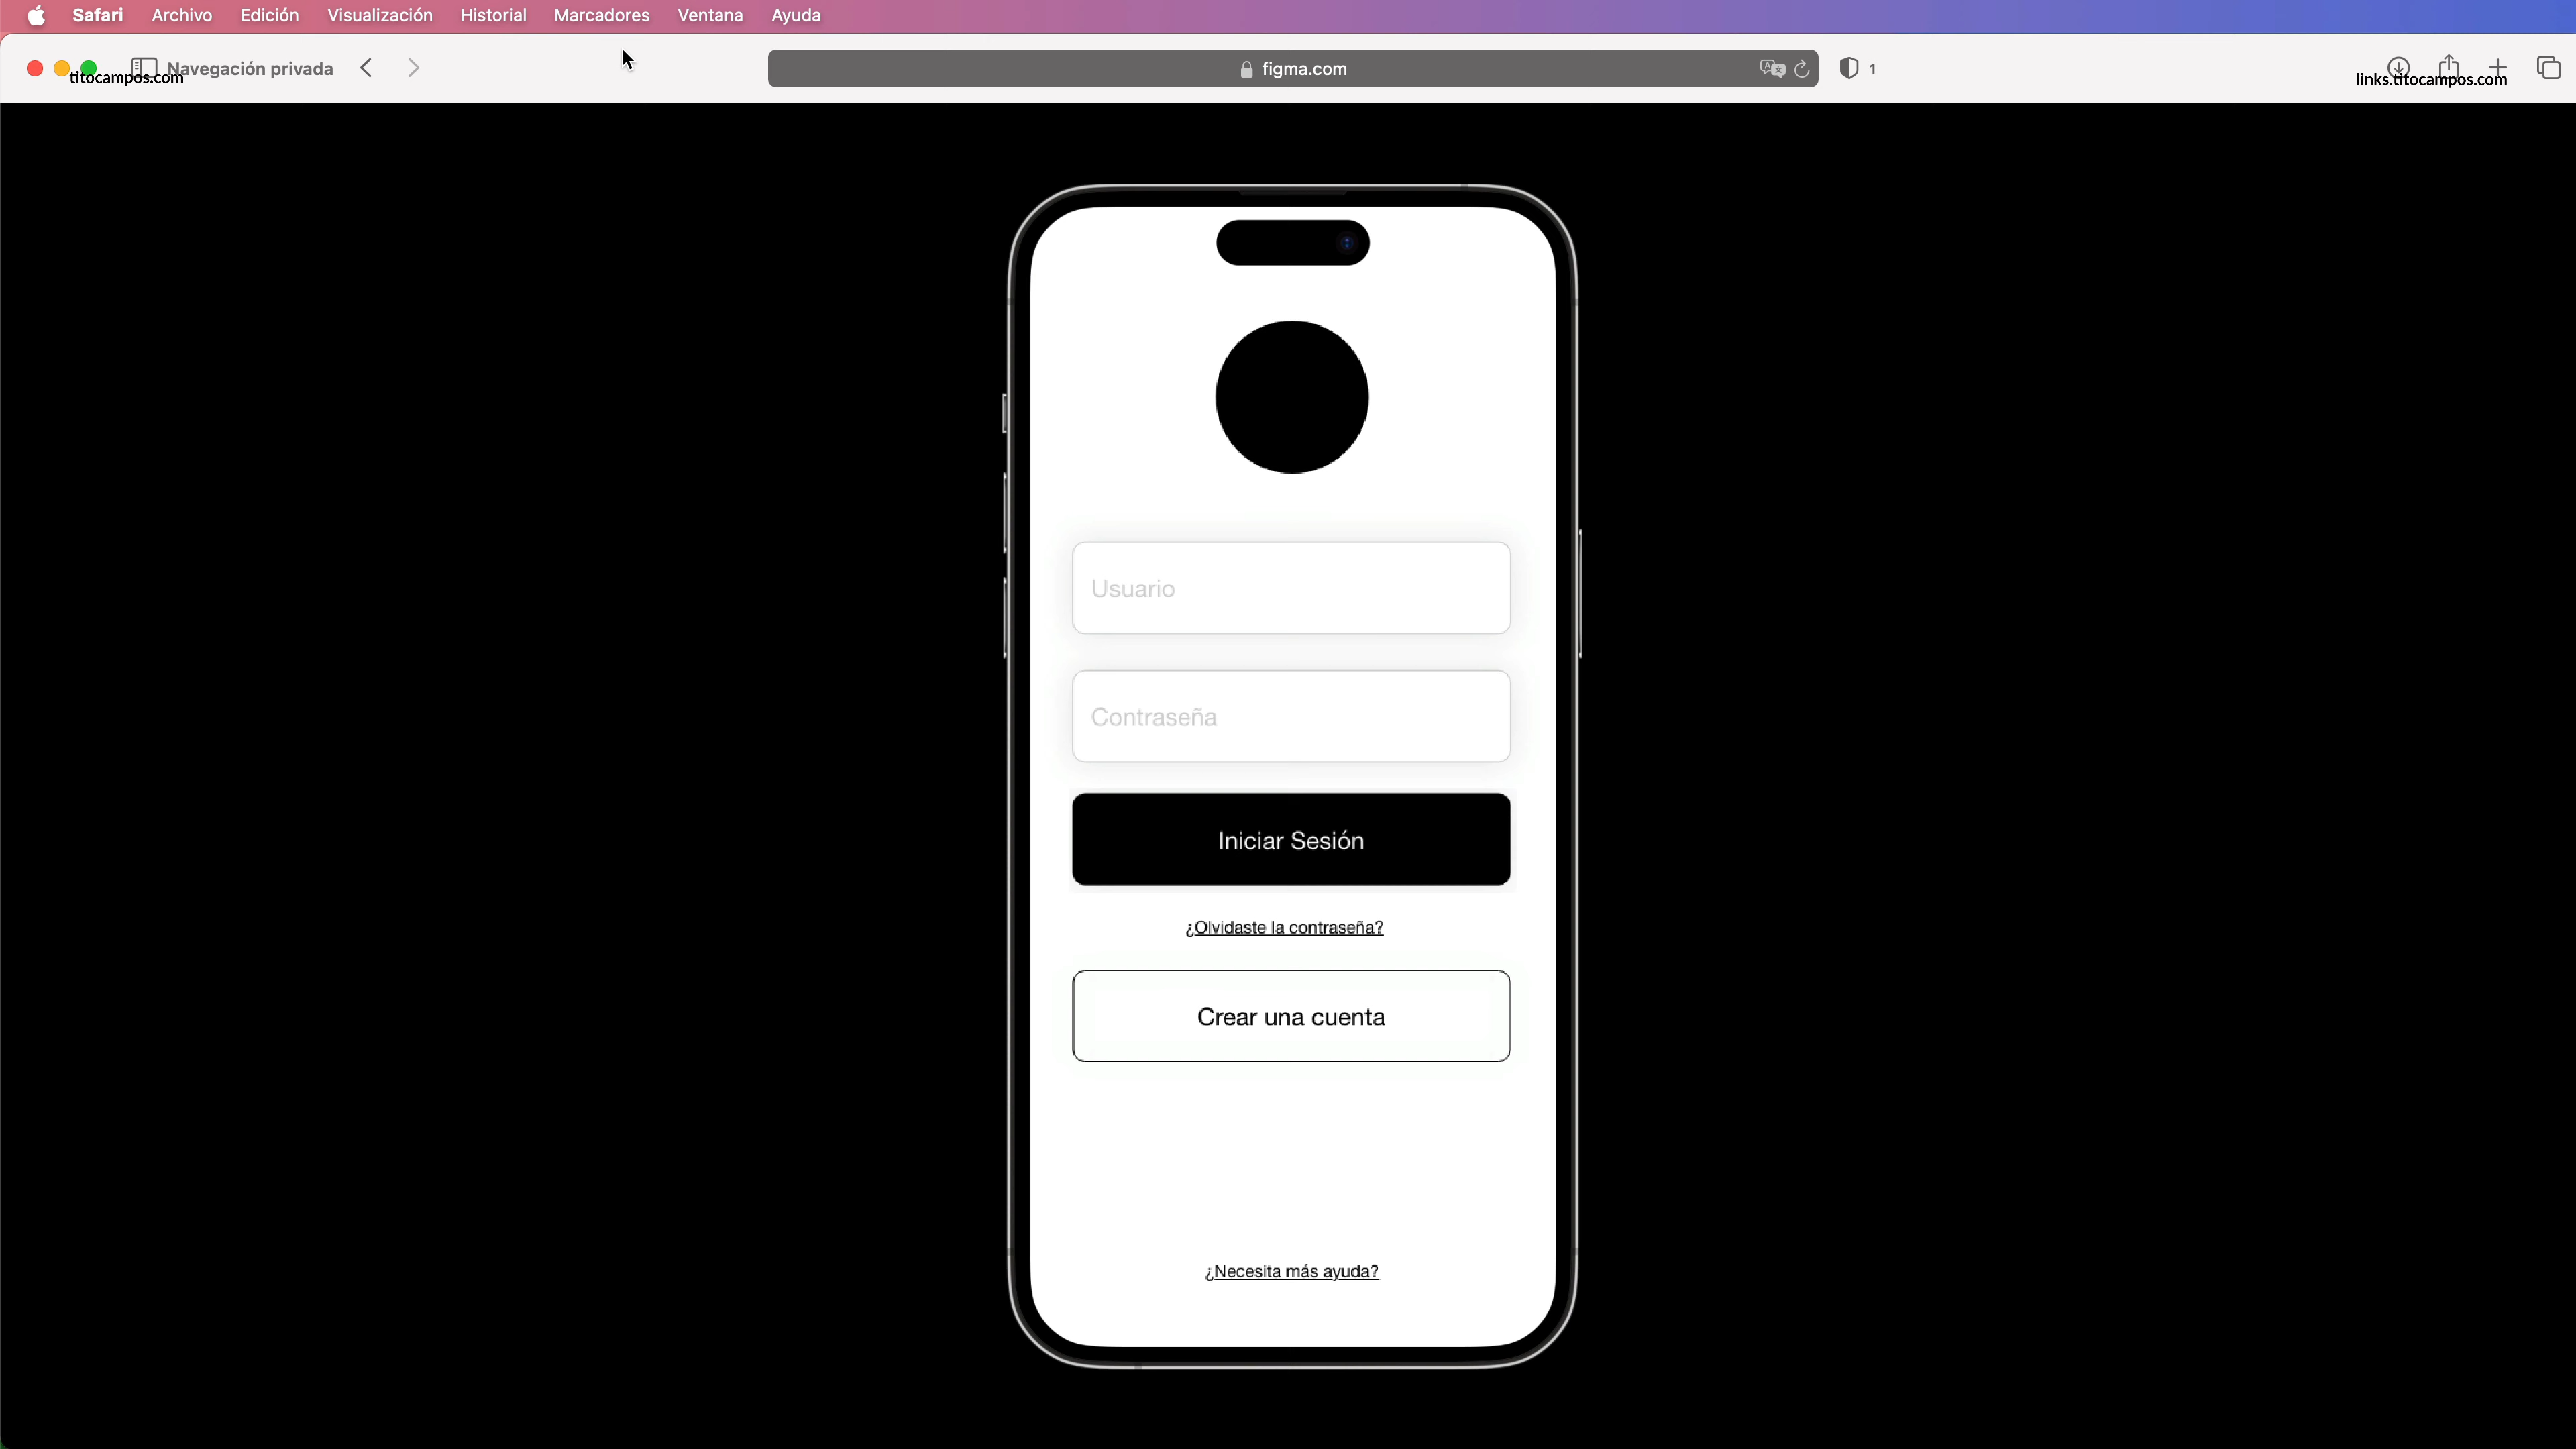 Safari Archivo Edición Visualización Historial Marcadores Ventana Ayuda
Navegación privada figma.com 1
titocampos.com links.titocampos.com
Usuario
Contraseña
Iniciar Sesión
¿Olvidaste la contraseña?
Crear una cuenta
¿Necesita más ayuda?